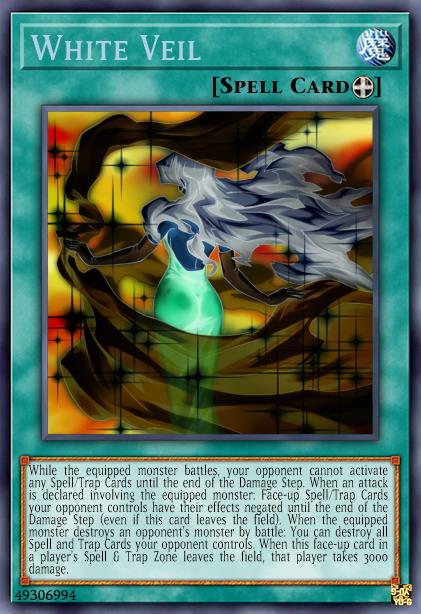 White Veil
[Spell Card]
While the equipped monster battles, your opponent cannot activate
any Spell/Trap Cards until the end of the Damage Step. When an attack
is declared involving the equipped monster: Face-up Spell/Trap Cards
your opponent controls have their effects negated until the end of the
Damage Step (even if this card leaves the field). When the equipped
monster destroys an opponent's monster by battle: You can destroy all
Spell and Trap Cards your opponent controls. When this face-up card in
a player's Spell & Trap Zone leaves the field, that player takes 3000
damage.
49306994